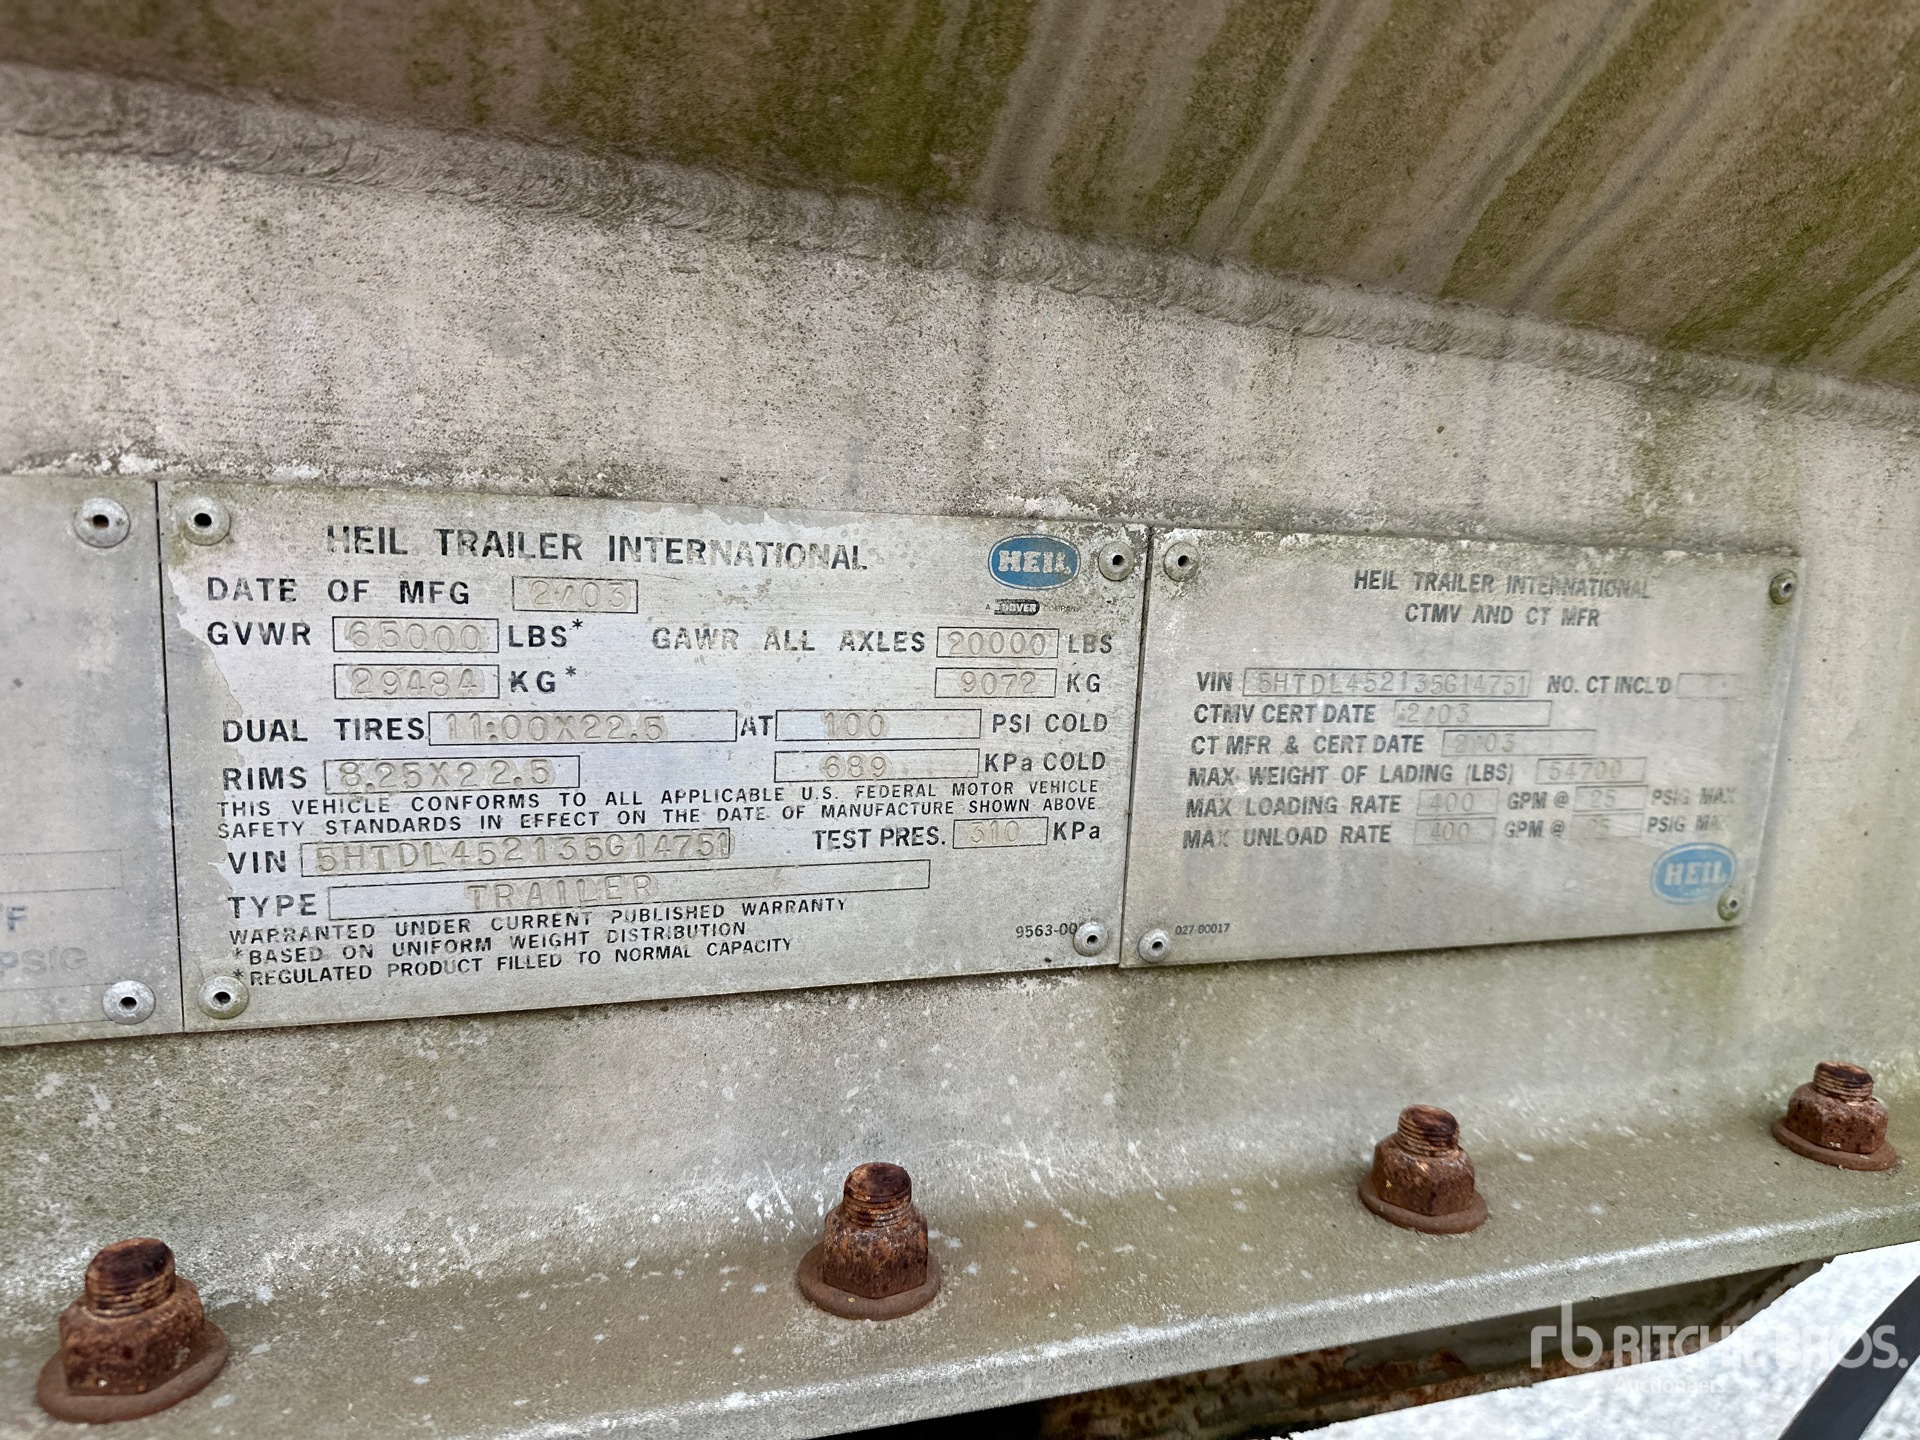 F
PSIG
HEIL TRAILER INTERNATIONAL
HEIL
A DOVER COMPANY
DATE OF MFG 2/03
GVWR 65000 LBS* GAWR ALL AXLES 20000 LBS
29484 KG* 9072 KG
DUAL TIRES 11:00X22.5 AT 100 PSI COLD
RIMS 8.25X22.5 689 KPa COLD
THIS VEHICLE CONFORMS TO ALL APPLICABLE U.S. FEDERAL MOTOR VEHICLE
SAFETY STANDARDS IN EFFECT ON THE DATE OF MANUFACTURE SHOWN ABOVE
VIN 5HTDL452135G14751 TEST PRES. 310 KPa
TYPE TRAILER
WARRANTED UNDER CURRENT PUBLISHED WARRANTY
*BASED ON UNIFORM WEIGHT DISTRIBUTION
*REGULATED PRODUCT FILLED TO NORMAL CAPACITY
9563-00
HEIL TRAILER INTERNATIONAL
CTMV AND CT MFR
VIN 5HTDL452135G14751 NO. CT INCL'D
CTMV CERT DATE 2/03
CT MFR & CERT DATE 2/03
MAX WEIGHT OF LADING (LBS) 54700
MAX LOADING RATE 400 GPM @ 25 PSIG MAX
MAX UNLOAD RATE 400 GPM @ PSIG MAX
HEIL
027-00017
rb RITCHIE BROS.
Auctioneers